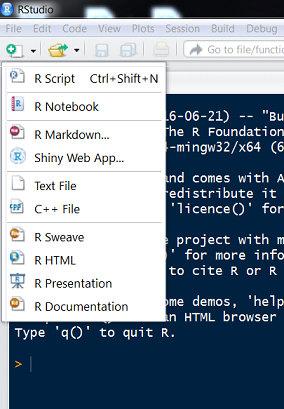 RStudio
File Edit Code View Plots Session Build Debug
Go to file/functio
R Script Ctrl+Shift+N
R Notebook
R Markdown...
Shiny Web App...
Text File
C++ File
R Sweave
R HTML
R Presentation
R Documentation
16-06-21) -- "Bu
The R Foundation
4-mingw32/x64 (6
and comes with A
redistribute it
'licence()' for
e project with m
)' for more info
to cite R or R
ome demos, 'help
an HTML browser
Type 'q()' to quit R.
>